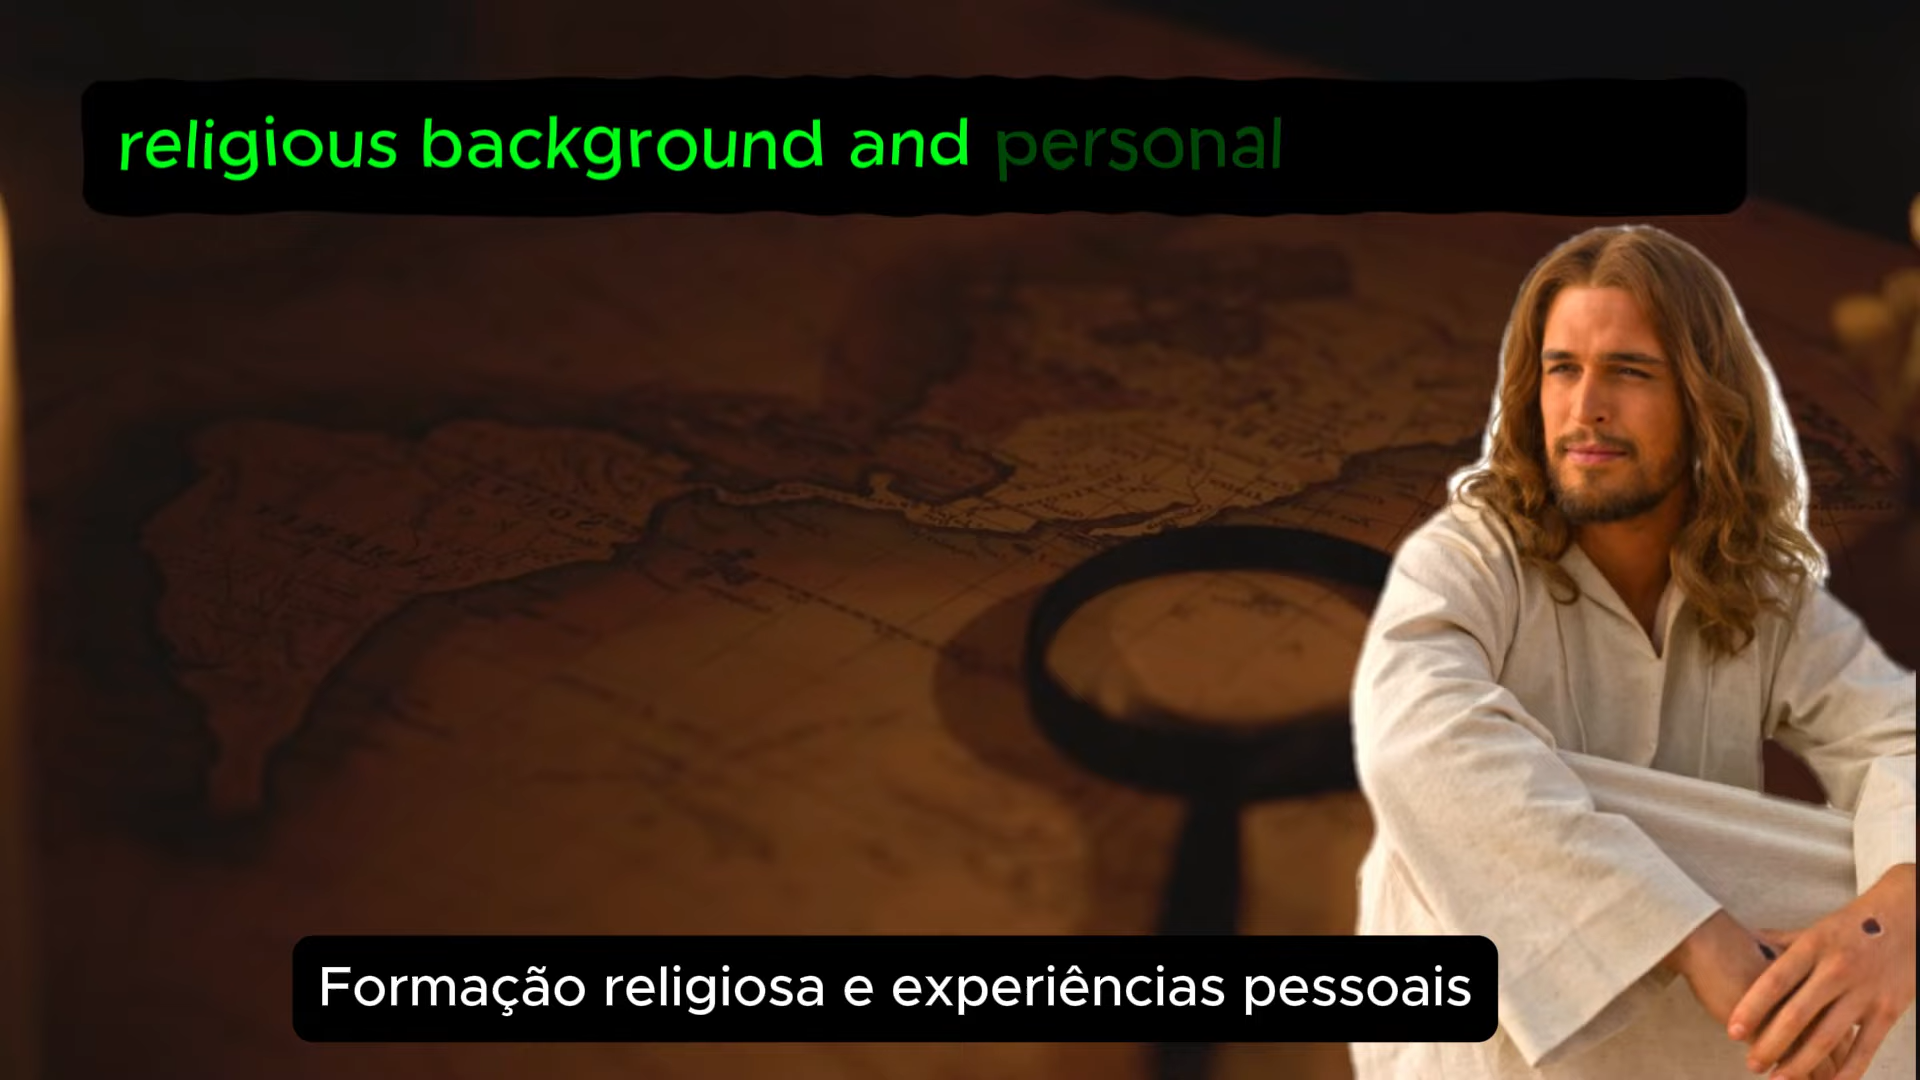 religious background and personal
Formação religiosa e experiências pessoais